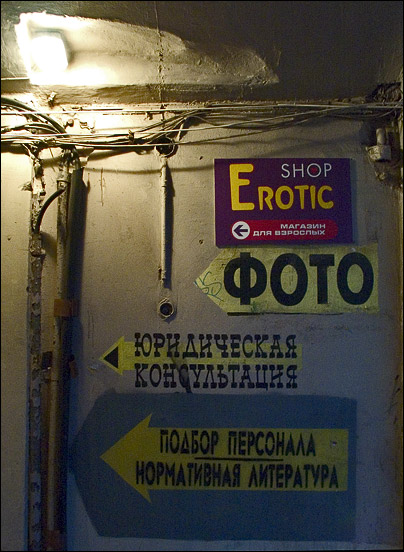 SHOP
EROTIC
МАГАЗИН
ДЛЯ ВЗРОСЛЫХ
ФОТО
ЮРИДИЧЕСКАЯ
КОНСУЛЬТАЦИЯ
ПОДБОР ПЕРСОНАЛА
НОРМАТИВНАЯ ЛИТЕРАТУРА